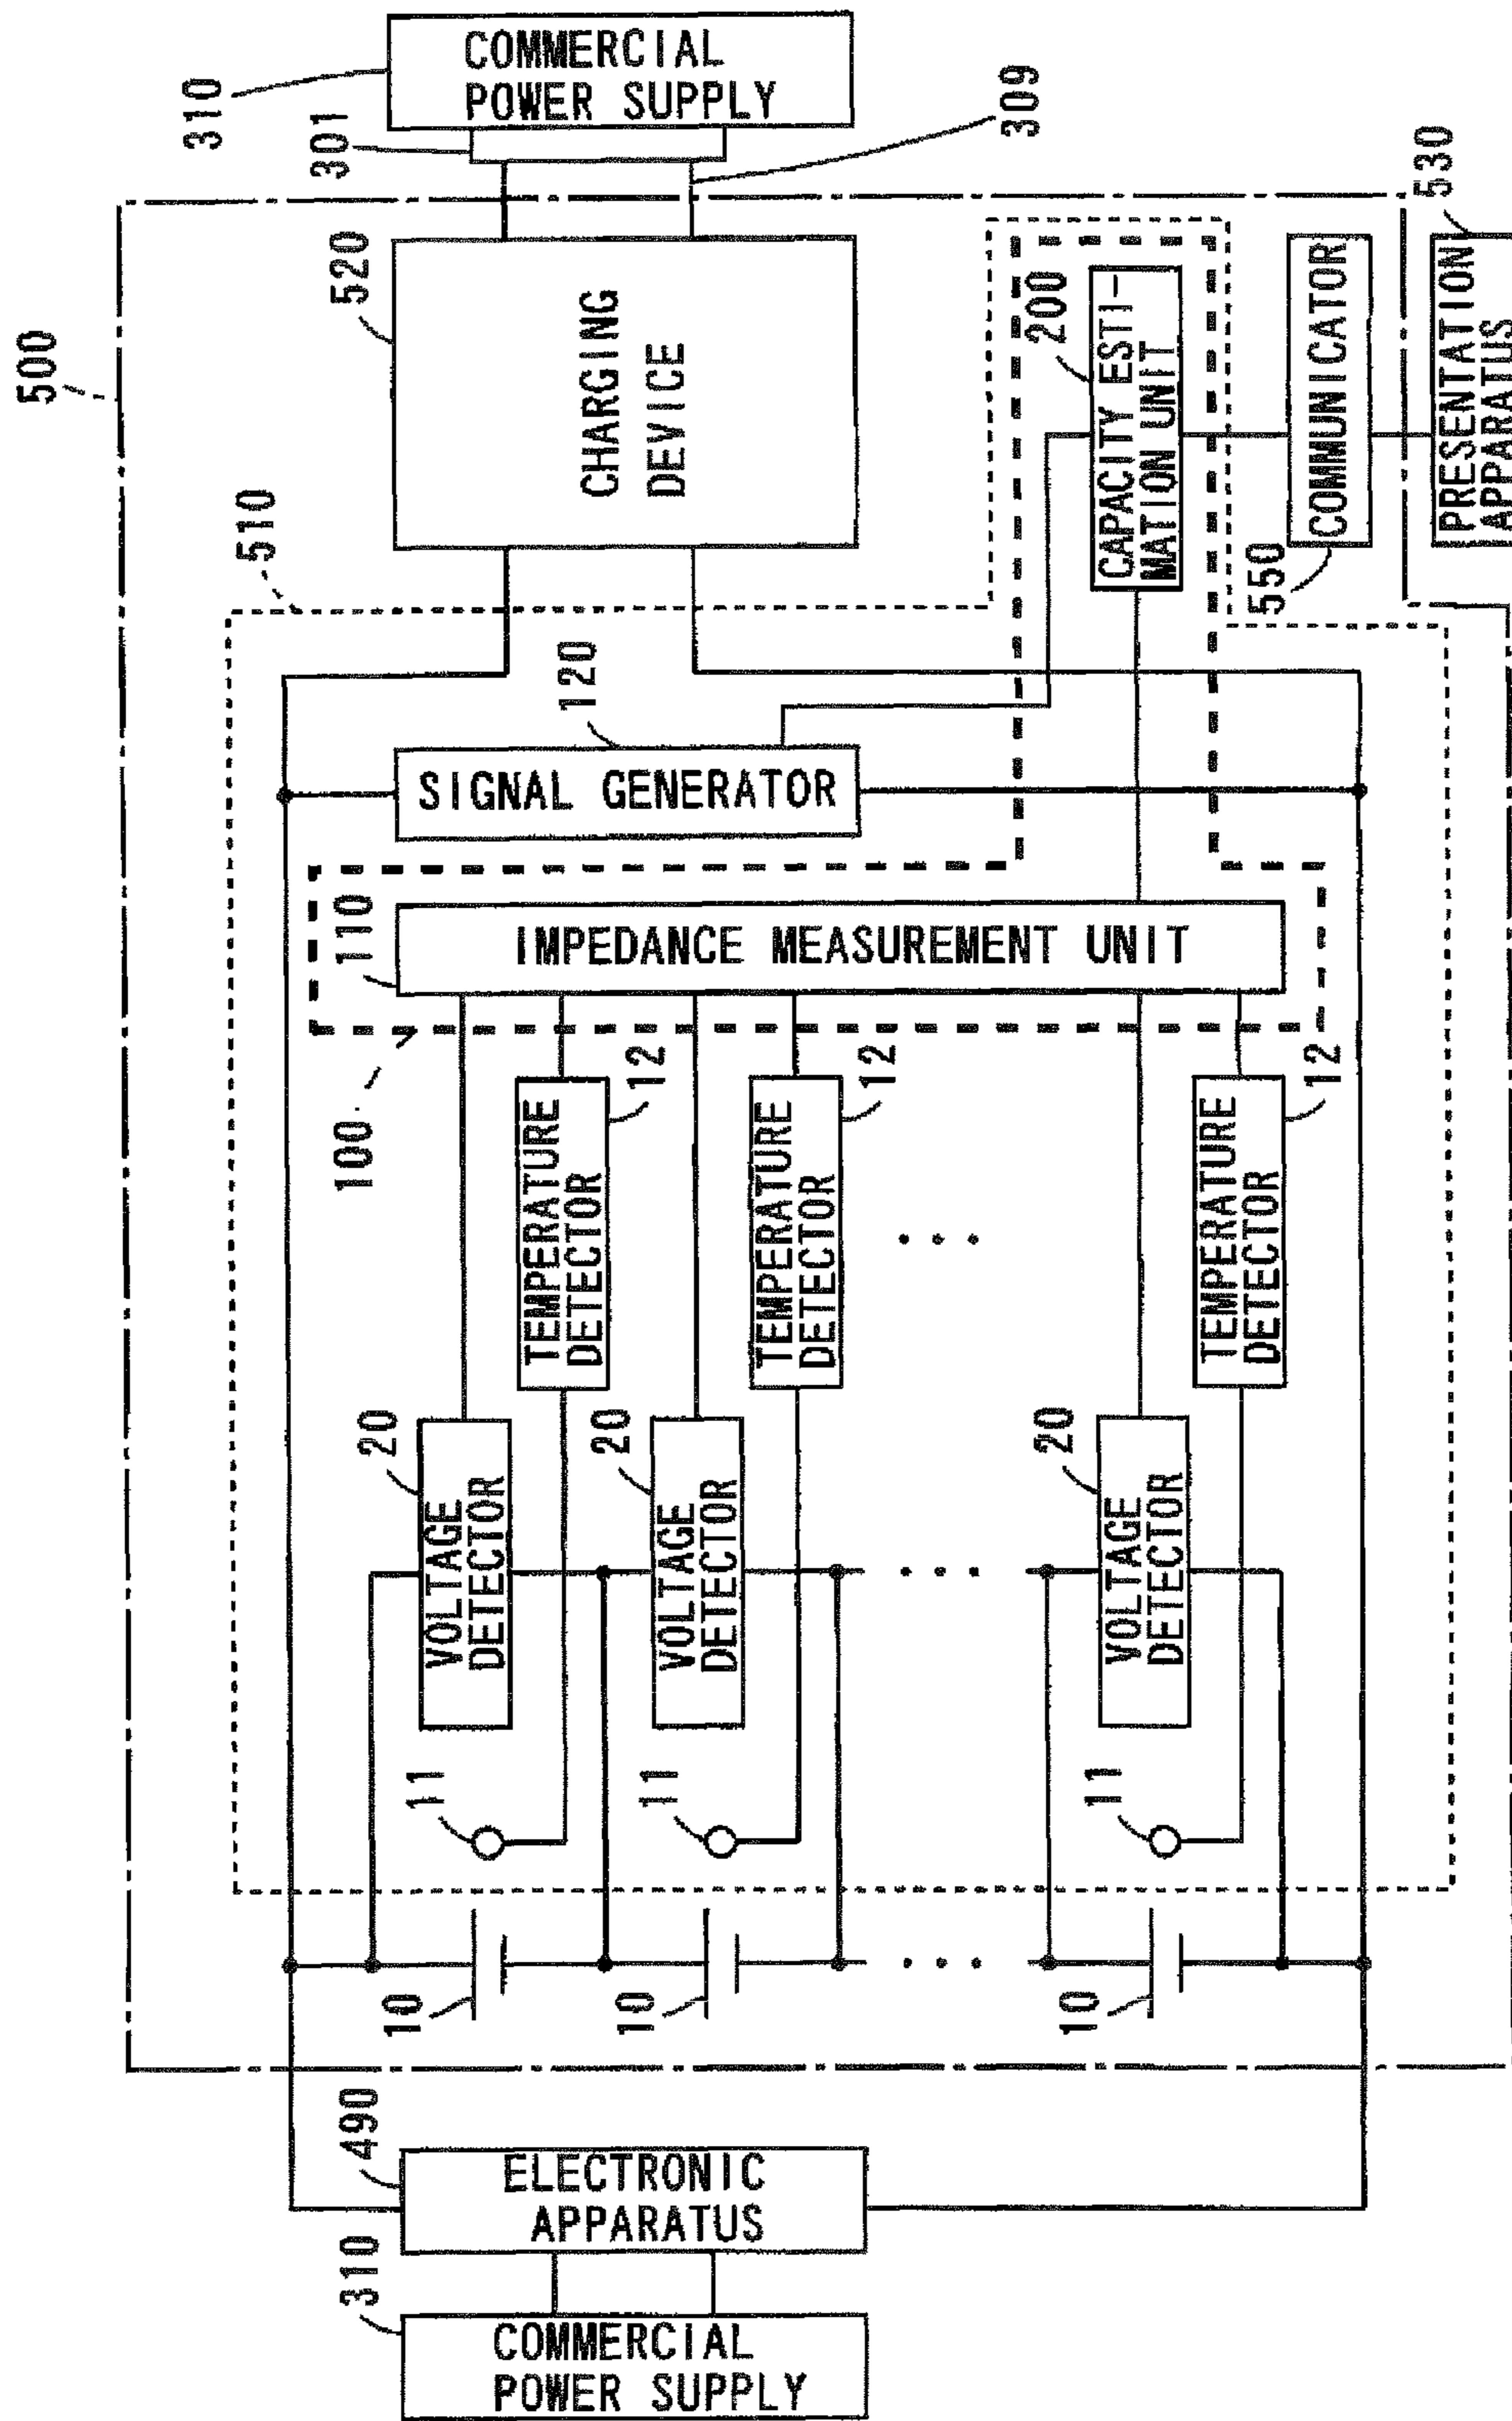 500
310
COMMERCIAL
POWER SUPPLY
490
ELECTRONIC
APPARATUS
10
10
10
11
11
11
20
VOLTAGE
DETECTOR
20
VOLTAGE
DETECTOR
20
VOLTAGE
DETECTOR
TEMPERATURE
DETECTOR
12
TEMPERATURE
DETECTOR
12
TEMPERATURE
DETECTOR
12
100
110
IMPEDANCE MEASUREMENT UNIT
120
SIGNAL GENERATOR
510
520
CHARGING
DEVICE
200
CAPACITY ESTI-
MATION UNIT
550
COMMUNICATOR
530
PRESENTATION
APPARATUS
310
COMMERCIAL
POWER SUPPLY
301
309